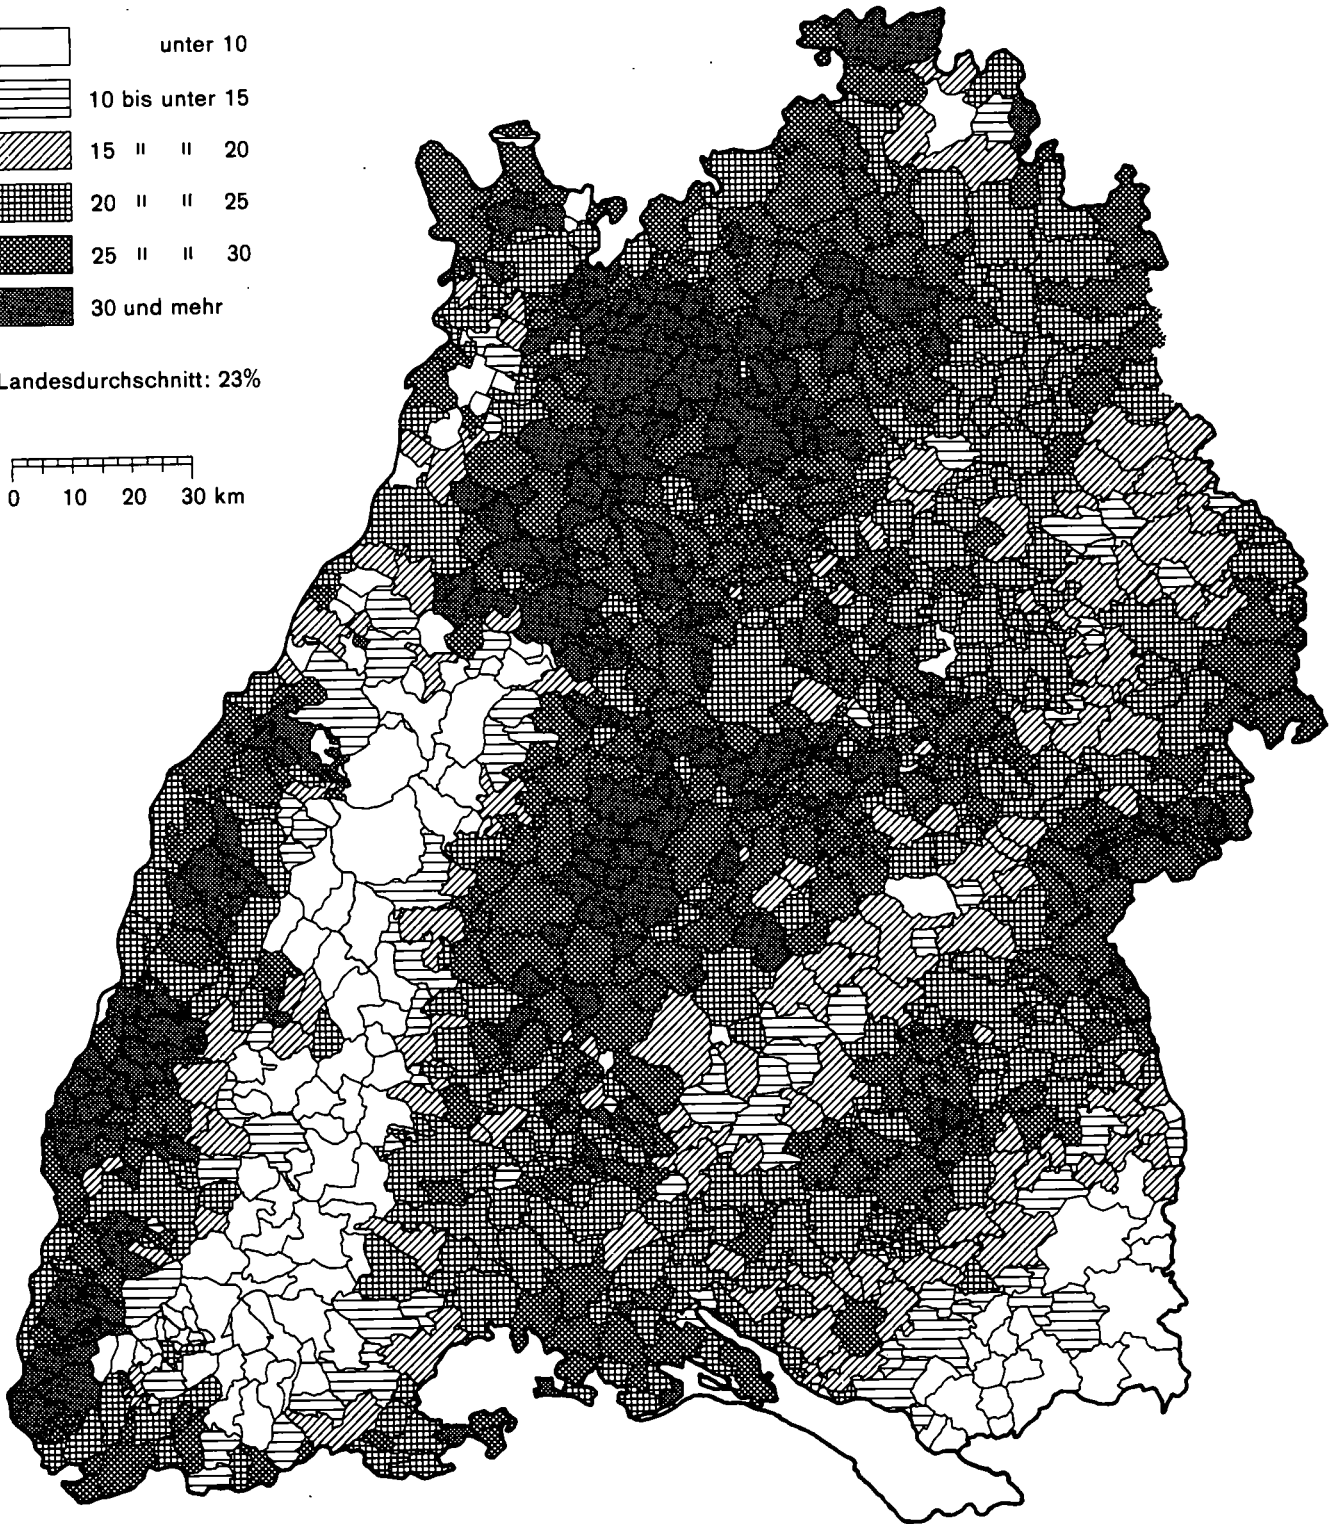 unter 10
10 bis unter 15
15 " " 20
20 " " 25
25 " " 30
30 und mehr
Landesdurchschnitt: 23%
0 10 20 30 km